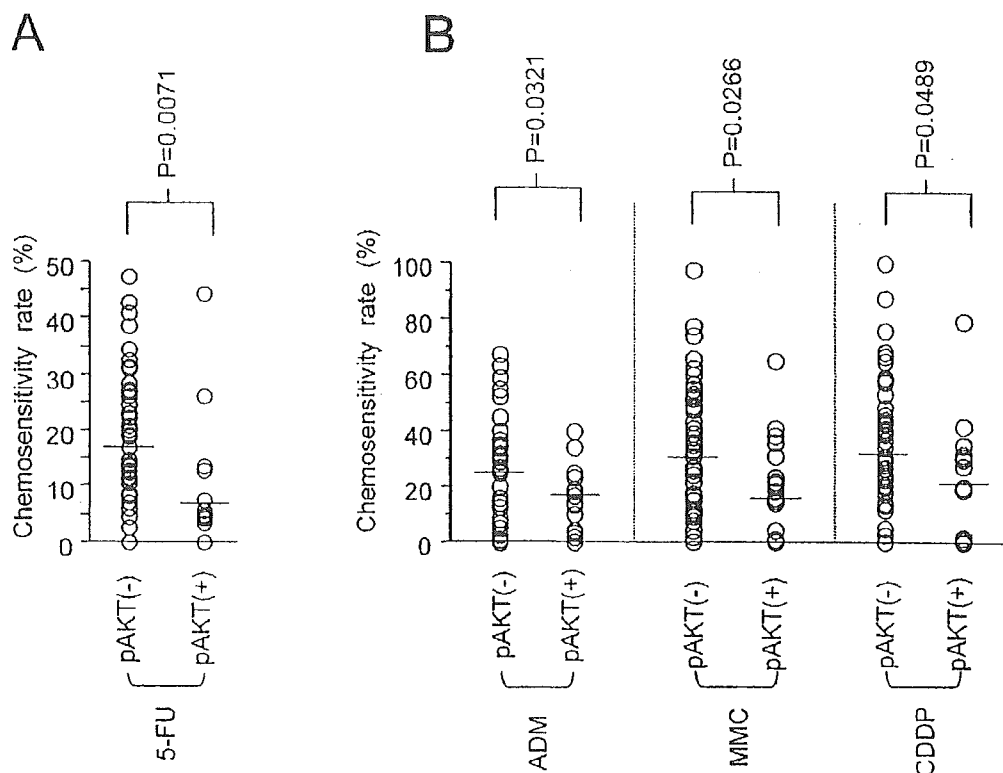 A
P=0.0071
Chemosensitivity rate (%)
50
40
30
20
10
0
pAKT(-)
pAKT(+)
5-FU
B
P=0.0321
P=0.0266
P=0.0489
Chemosensitivity rate (%)
100
80
60
40
20
0
pAKT(-)
pAKT(+)
pAKT(-)
pAKT(+)
pAKT(-)
pAKT(+)
ADM
MMC
CDDP